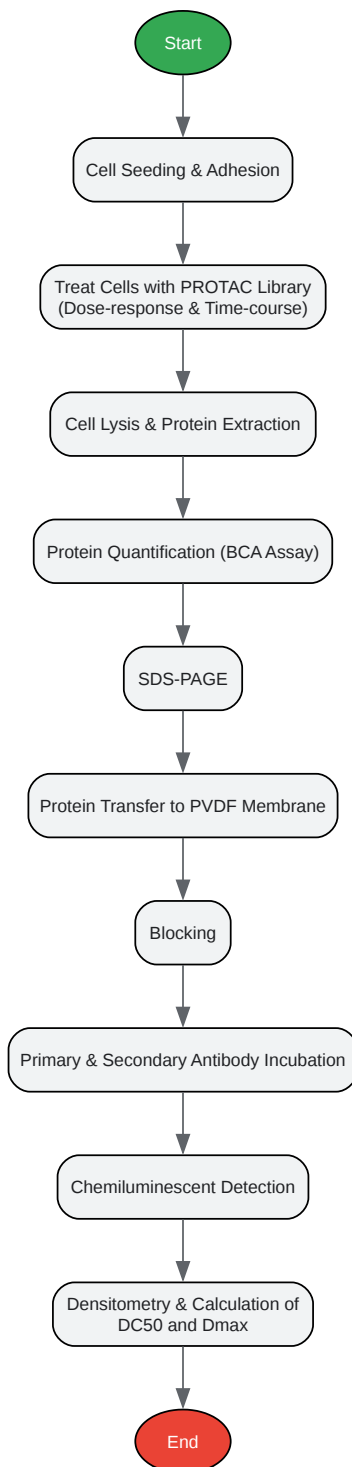 Start
Cell Seeding & Adhesion
Treat Cells with PROTAC Library
(Dose-response & Time-course)
Cell Lysis & Protein Extraction
Protein Quantification (BCA Assay)
SDS-PAGE
Protein Transfer to PVDF Membrane
Blocking
Primary & Secondary Antibody Incubation
Chemiluminescent Detection
Densitometry & Calculation of
DC50 and Dmax
End